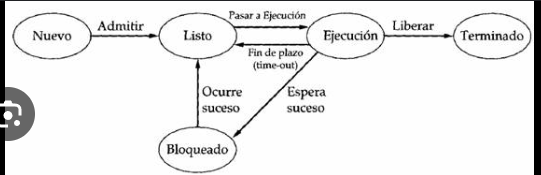 Nuevo
Admitir
Listo
Pasar a Ejecución
Fin de plazo
(time-out)
Ejecución
Liberar
Terminado
Ocurre
suceso
Espera
suceso
Bloqueado